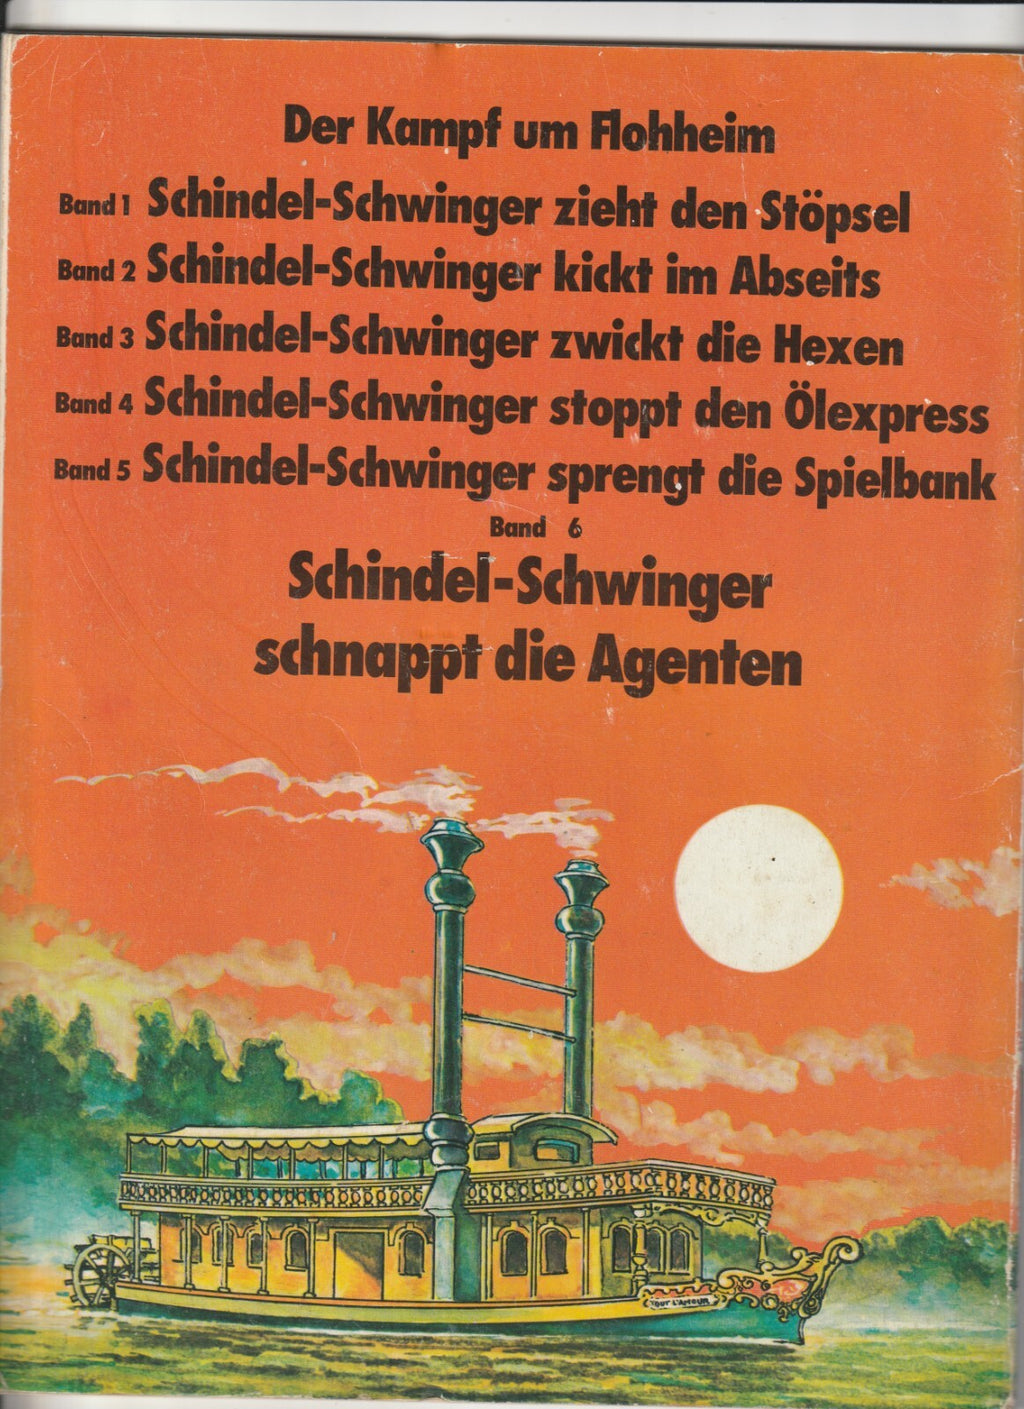 Der Kampf um Flohheim
Band 1 Schindel-Schwinger zieht den Stöpsel
Band 2 Schindel-Schwinger kickt im Abseits
Band 3 Schindel-Schwinger zwickt die Hexen
Band 4 Schindel-Schwinger stoppt den Ölexpress
Band 5 Schindel-Schwinger sprengt die Spielbank
Band 6
Schindel-Schwinger
schnappt die Agenten
L'AMOUR